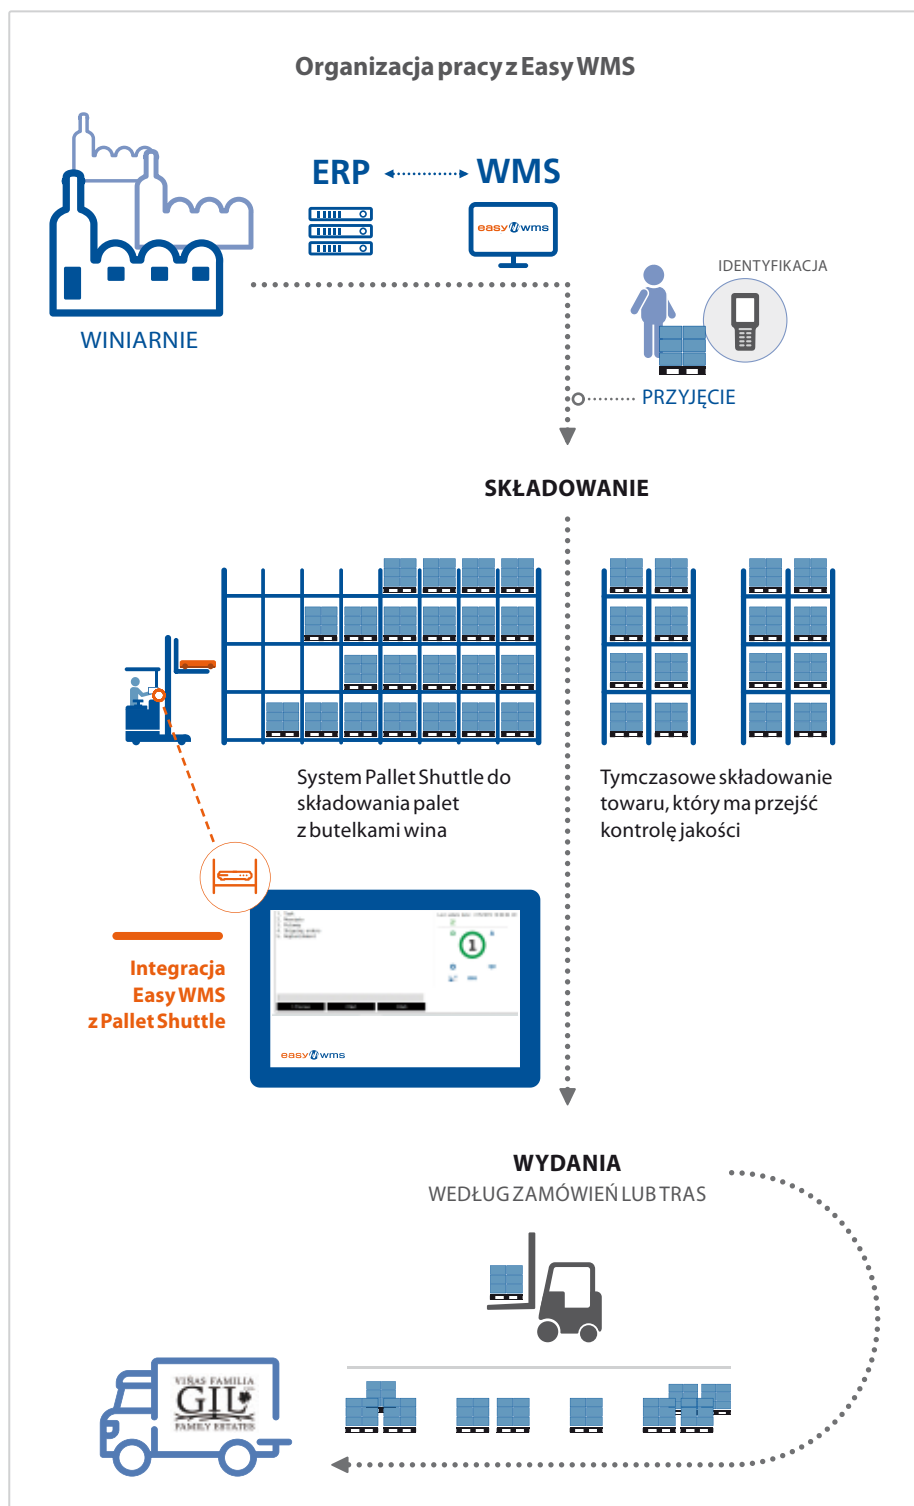 Organizacja pracy z Easy WMS
ERP
WMS
easy wms
IDENTYFIKACJA
WINIARNIE
PRZYJĘCIE
SKŁADOWANIE
System Pallet Shuttle do
składowania palet
z butelkami wina
Tymczasowe składowanie
towaru, który ma przejść
kontrolę jakości
1
Integracja
Easy WMS
z Pallet Shuttle
easy wms
WYDANIA
WEDŁUG ZAMÓWIEŃ LUB TRAS
VIÑAS FAMILIA
GIL
FAMILY ESTATES